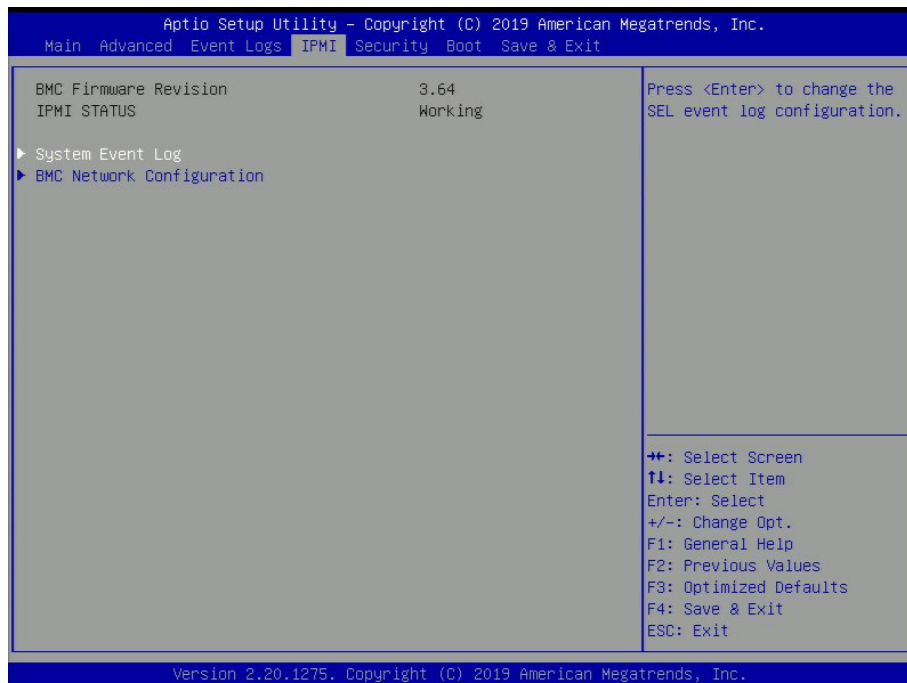 Aptio Setup Utility – Copyright (C) 2019 American Megatrends, Inc.
Main Advanced Event Logs IPMI Security Boot Save & Exit
BMC Firmware Revision 3.64
IPMI STATUS Working
System Event Log
BMC Network Configuration
Press <Enter> to change the
SEL event log configuration.
→←: Select Screen
↑↓: Select Item
Enter: Select
+/-: Change Opt.
F1: General Help
F2: Previous Values
F3: Optimized Defaults
F4: Save & Exit
ESC: Exit
Version 2.20.1275. Copyright (C) 2019 American Megatrends, Inc.